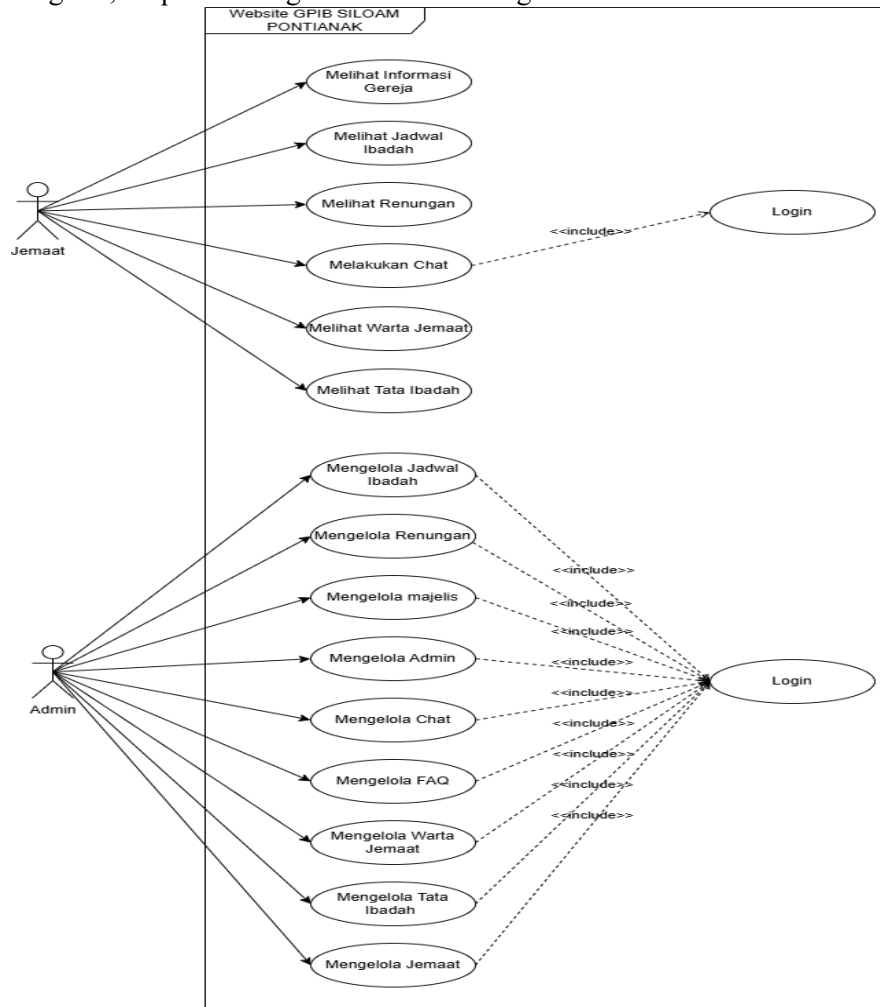 Website GPIB SILOAM
PONTIANAK
Melihat Informasi
Gereja
Melihat Jadwal
Ibadah
Melihat Renungan
Jemaat
Melakukan Chat
<<include>>
Login
Melihat Warta Jemaat
Melihat Tata Ibadah
Mengelola Jadwal
Ibadah
Mengelola Renungan
Mengelola majelis
Mengelola Admin
Admin
Mengelola Chat
Mengelola FAQ
Mengelola Warta
Jemaat
Mengelola Tata
Ibadah
Mengelola Jemaat
<<include>>
<<include>>
<<include>>
<<include>>
<<include>>
<<include>>
<<include>>
<<include>>
<<include>>
Login